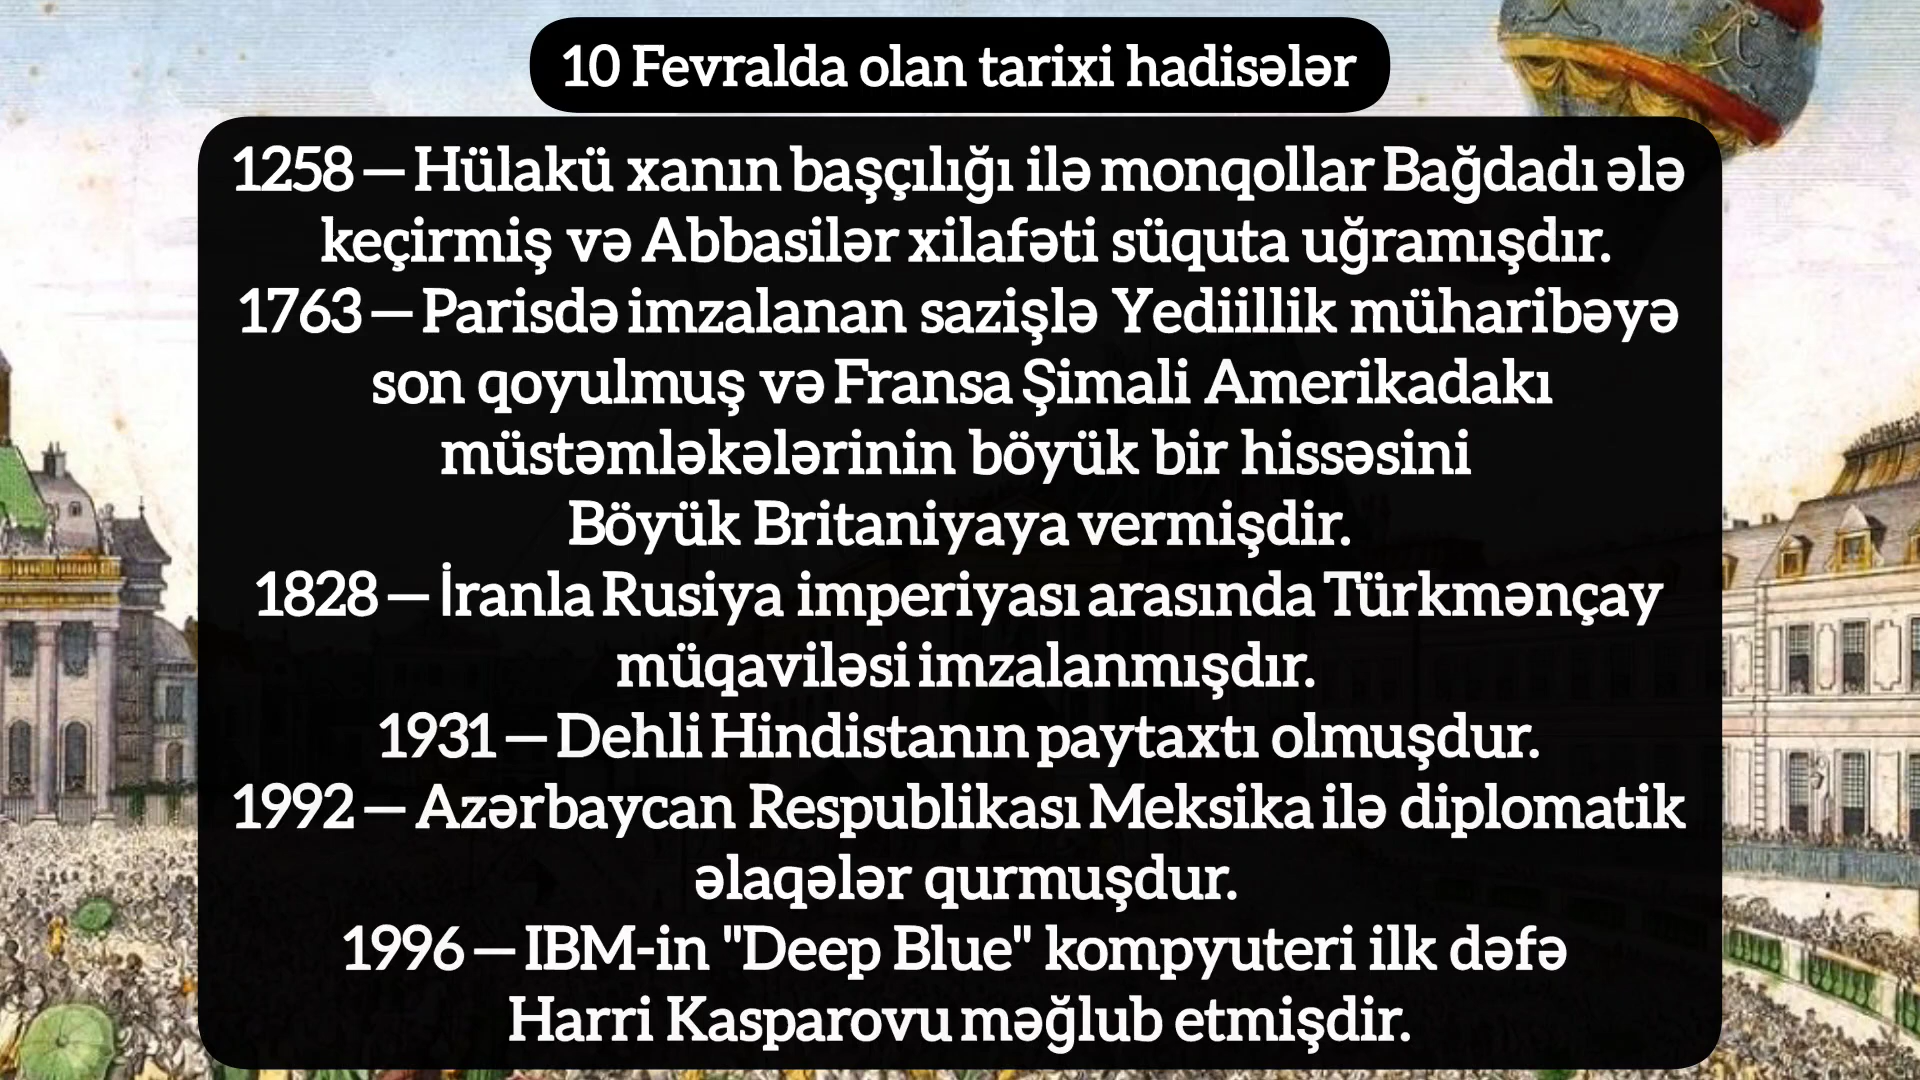 10 Fevralda olan tarixi hadisələr
1258 — Hülakü xanın başçılığı ilə monqollar Bağdadı ələ
keçirmiş və Abbasilər xilafəti süquta uğramışdır.
1763 — Parisdə imzalanan sazişlə Yediillik müharibəyə
son qoyulmuş və Fransa Şimali Amerikadakı
müstəmləkələrinin böyük bir hissəsini
Böyük Britaniyaya vermişdir.
1828 — İranla Rusiya imperiyası arasında Türkmənçay
müqaviləsi imzalanmışdır.
1931 — Dehli Hindistanın paytaxtı olmuşdur.
1992 — Azərbaycan Respublikası Meksika ilə diplomatik
əlaqələr qurmuşdur.
1996 — IBM-in "Deep Blue" kompyuteri ilk dəfə
Harri Kasparovu məğlub etmişdir.